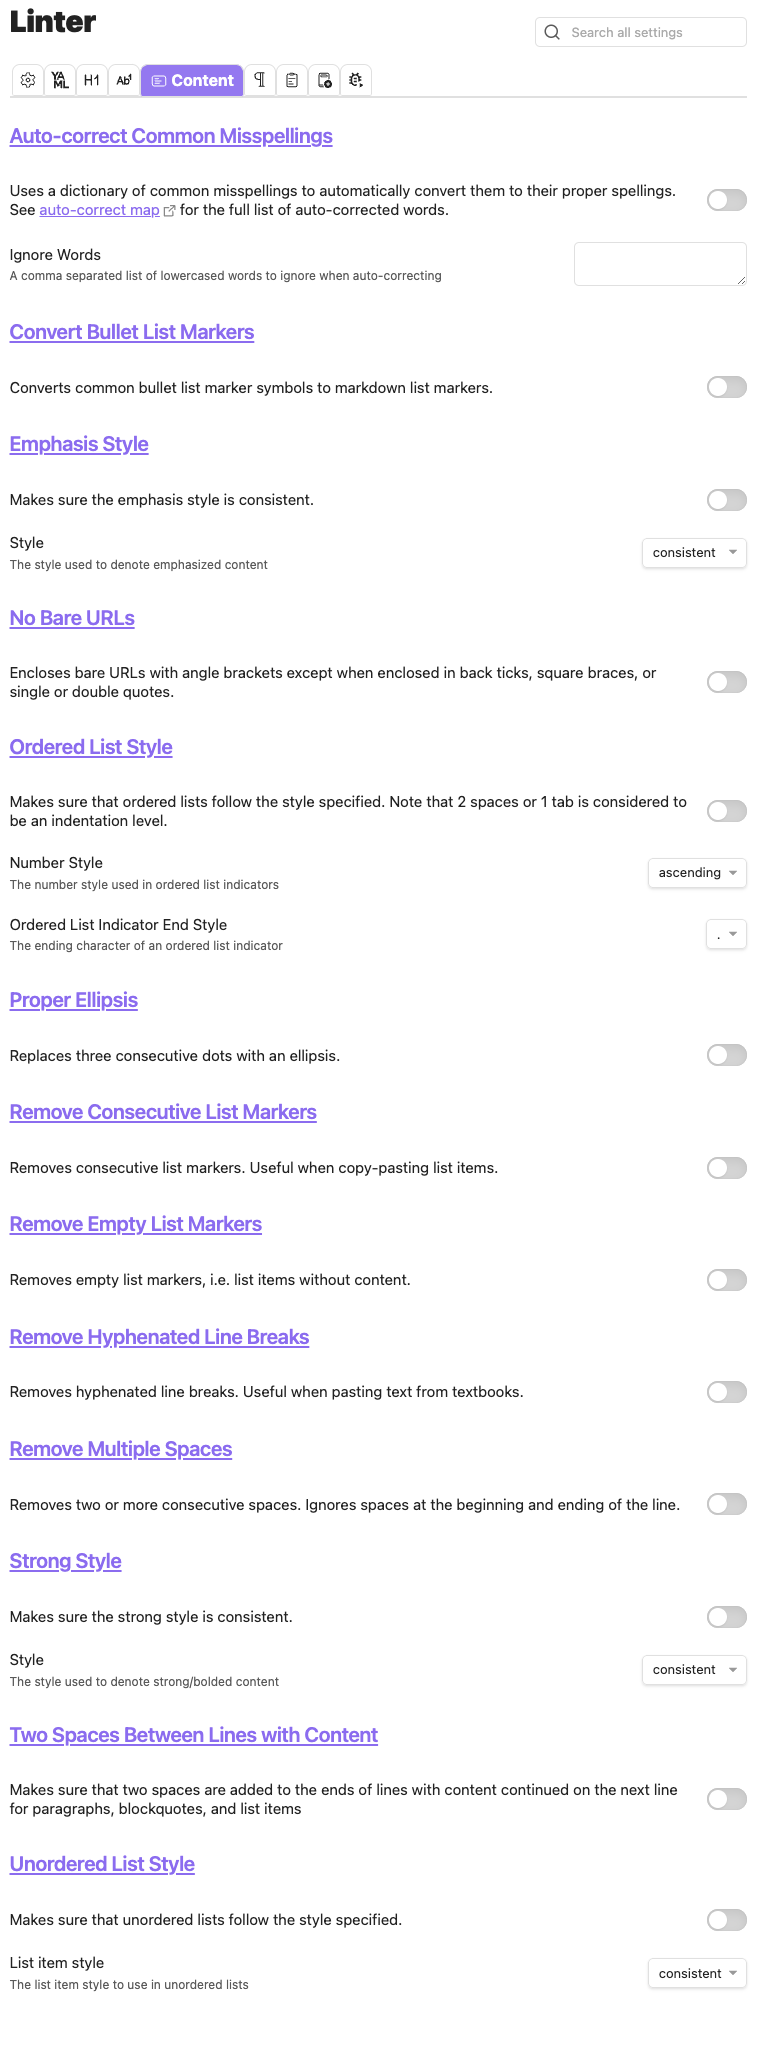 Linter
Search all settings
YAML
H1
Ab¹
Content
¶
Auto-correct Common Misspellings
Uses a dictionary of common misspellings to automatically convert them to their proper spellings.
See auto-correct map for the full list of auto-corrected words.
Ignore Words
A comma separated list of lowercased words to ignore when auto-correcting
Convert Bullet List Markers
Converts common bullet list marker symbols to markdown list markers.
Emphasis Style
Makes sure the emphasis style is consistent.
Style
The style used to denote emphasized content
consistent
No Bare URLs
Encloses bare URLs with angle brackets except when enclosed in back ticks, square braces, or
single or double quotes.
Ordered List Style
Makes sure that ordered lists follow the style specified. Note that 2 spaces or 1 tab is considered to
be an indentation level.
Number Style
The number style used in ordered list indicators
ascending
Ordered List Indicator End Style
The ending character of an ordered list indicator
.
Proper Ellipsis
Replaces three consecutive dots with an ellipsis.
Remove Consecutive List Markers
Removes consecutive list markers. Useful when copy-pasting list items.
Remove Empty List Markers
Removes empty list markers, i.e. list items without content.
Remove Hyphenated Line Breaks
Removes hyphenated line breaks. Useful when pasting text from textbooks.
Remove Multiple Spaces
Removes two or more consecutive spaces. Ignores spaces at the beginning and ending of the line.
Strong Style
Makes sure the strong style is consistent.
Style
The style used to denote strong/bolded content
consistent
Two Spaces Between Lines with Content
Makes sure that two spaces are added to the ends of lines with content continued on the next line
for paragraphs, blockquotes, and list items
Unordered List Style
Makes sure that unordered lists follow the style specified.
List item style
The list item style to use in unordered lists
consistent